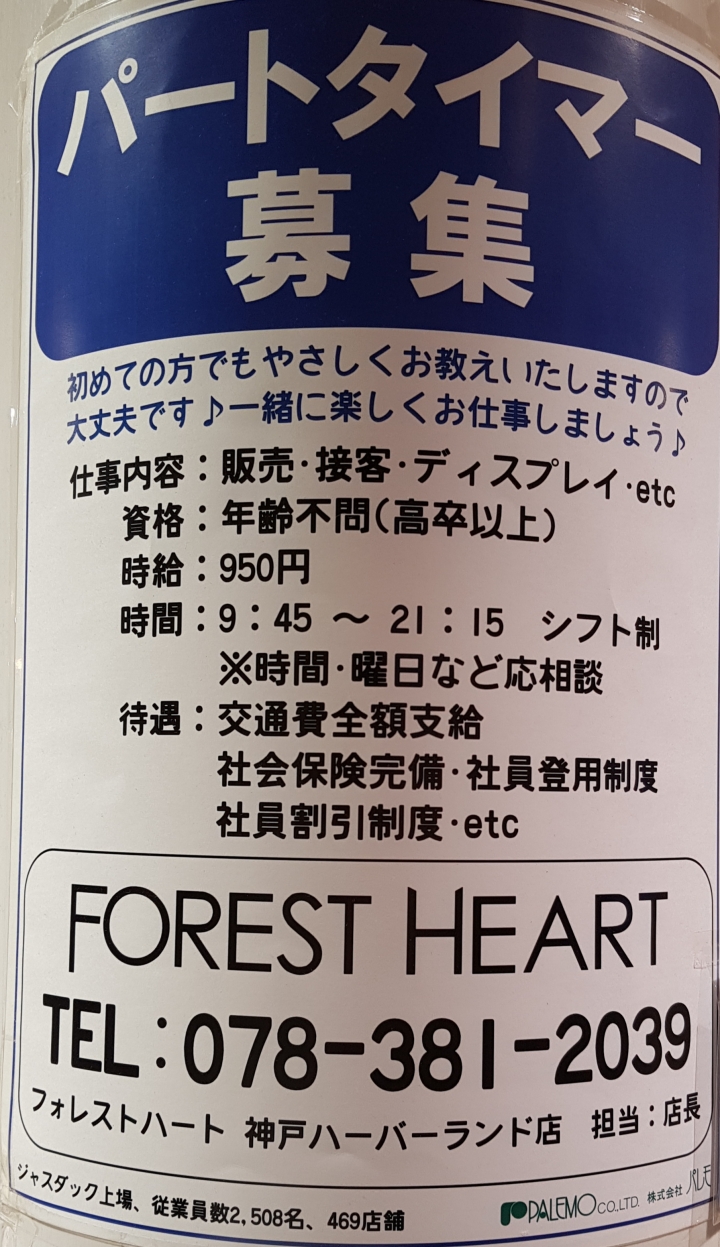 パートタイマー
募集
初めての方でもやさしくお教えいたしますので
大丈夫です♪一緒に楽しくお仕事しましょう♪
仕事内容：販売・接客・ディスプレイ・etc
資格：年齢不問(高卒以上)
時給：950円
時間：9：45 〜 21：15 シフト制
※時間・曜日など応相談
待遇：交通費全額支給
社会保険完備・社員登用制度
社員割引制度・etc
FOREST HEART
TEL：078-381-2039
フォレストハート 神戸ハーバーランド店 担当：店長
ジャスダック上場、従業員数2,508名、469店舗
PALEMO CO.,LTD. 株式会社 パレモ